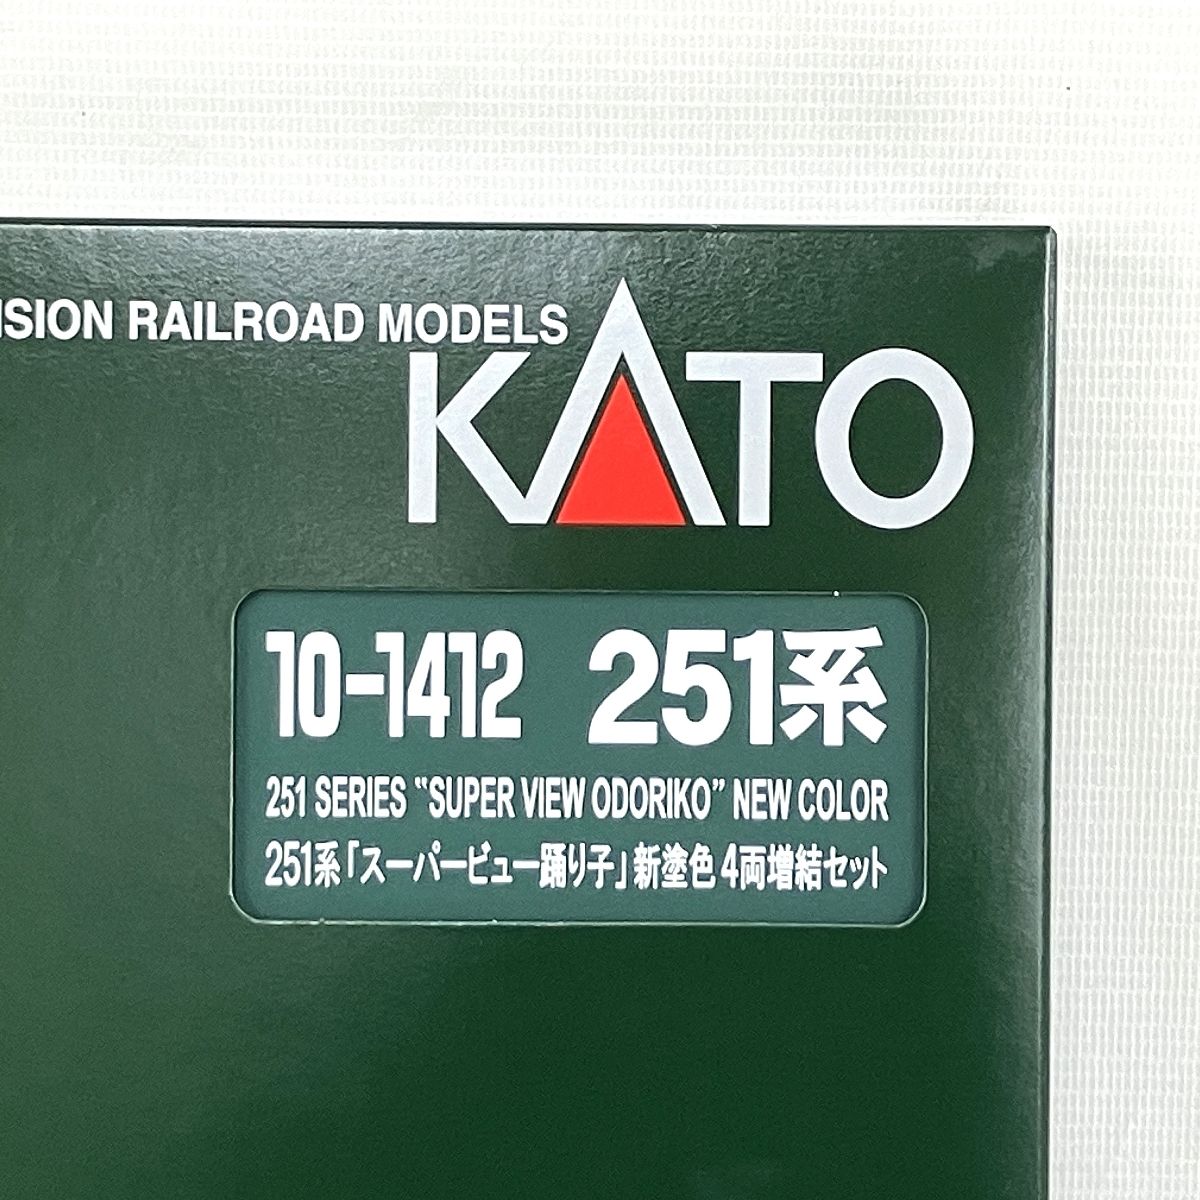 ISION RAILROAD MODELS
KATO
10-1412 251系
251 SERIES “SUPER VIEW ODORIKO” NEW COLOR
251系「スーパービュー踊り子」新塗色 4両増結セット